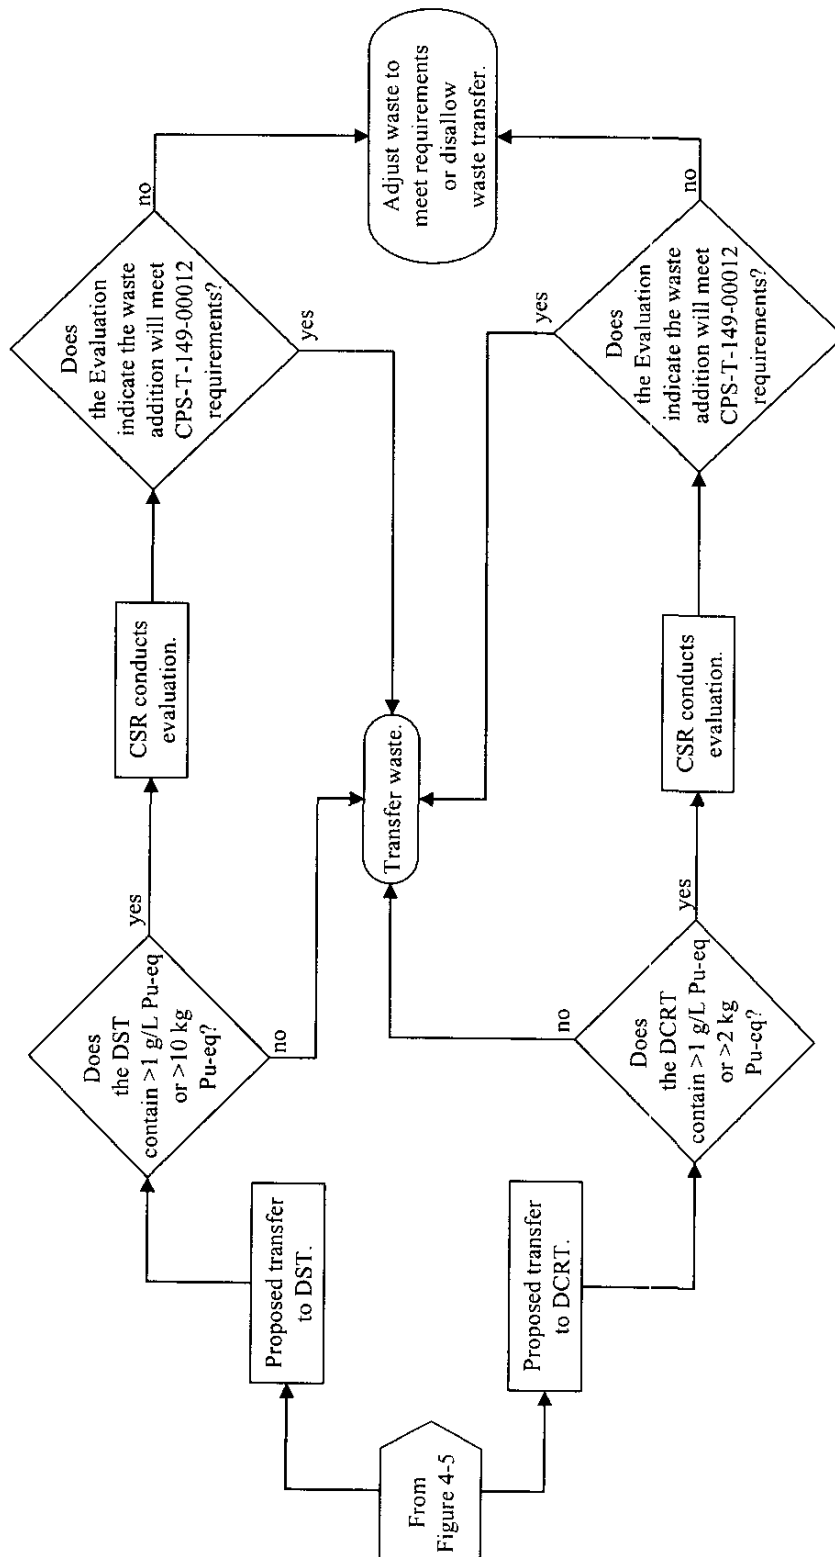 From
Figure 4-5
Proposed transfer
to DST.
Does
the DST
contain >1 g/L Pu-eq
or >10 kg
Pu-eq?
yes
no
CSR conducts
evaluation.
Does
the Evaluation
indicate the waste
addition will meet
CPS-T-149-00012
requirements?
no
yes
Adjust waste to
meet requirements
or disallow
waste transfer.
Transfer waste.
Proposed transfer
to DCRT.
Does
the DCRT
contain >1 g/L Pu-eq
or >2 kg
Pu-eq?
no
yes
CSR conducts
evaluation.
Does
the Evaluation
indicate the waste
addition will meet
CPS-T-149-00012
requirements?
yes
no